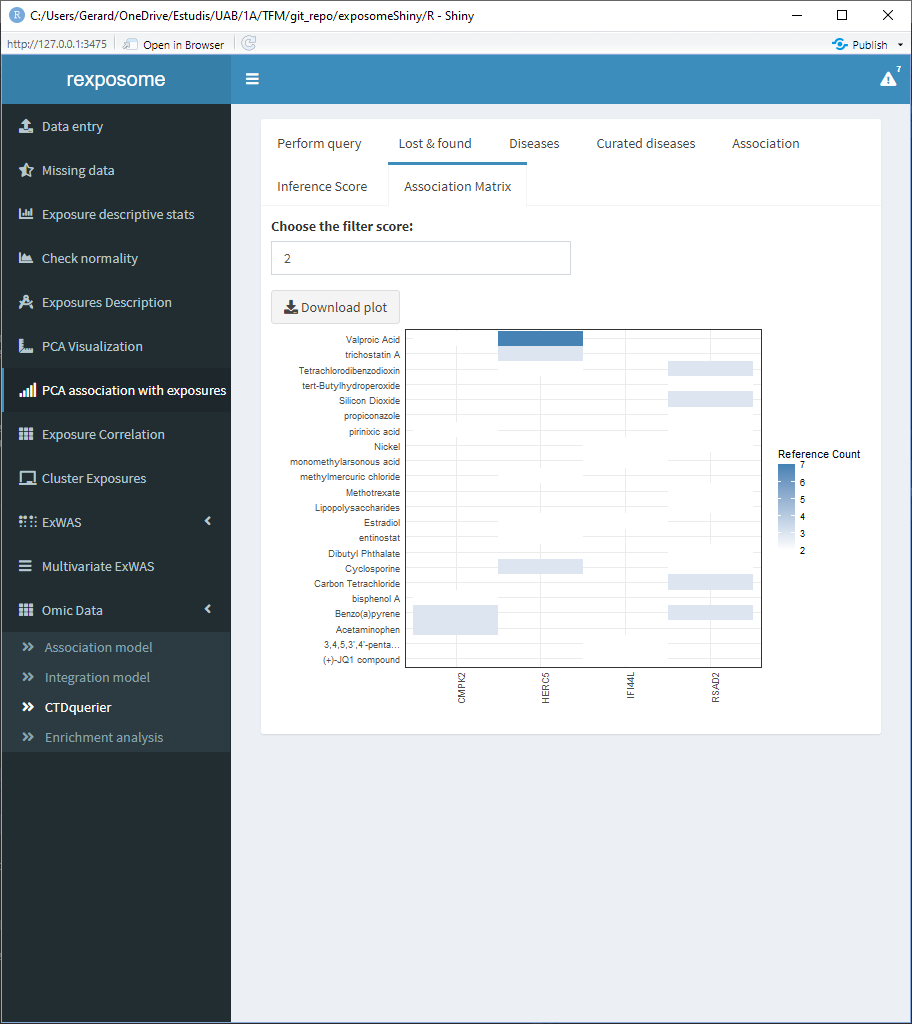 C:/Users/Gerard/OneDrive/Estudis/UAB/1A/TFM/git_repo/exposomeShiny/R - Shiny
http://127.0.0.1:3475 Open in Browser Publish
rexposome 7
Data entry
Missing data
Exposure descriptive stats
Check normality
Exposures Description
PCA Visualization
PCA association with exposures
Exposure Correlation
Cluster Exposures
ExWAS
Multivariate ExWAS
Omic Data
Association model
Integration model
CTDquerier
Enrichment analysis
Perform query Lost & found Diseases Curated diseases Association
Inference Score Association Matrix
Choose the filter score:
2
Download plot
Valproic Acid
trichostatin A
Tetrachlorodibenzodioxin
tert-Butylhydroperoxide
Silicon Dioxide
propiconazole
pirinixic acid
Nickel
monomethylarsonous acid
methylmercuric chloride
Methotrexate
Lipopolysaccharides
Estradiol
entinostat
Dibutyl Phthalate
Cyclosporine
Carbon Tetrachloride
bisphenol A
Benzo(a)pyrene
Acetaminophen
3,4,5,3',4'-penta...
(+)-JQ1 compound
CMPK2 HERC5 IFI44L RSAD2
Reference Count
7
6
5
4
3
2